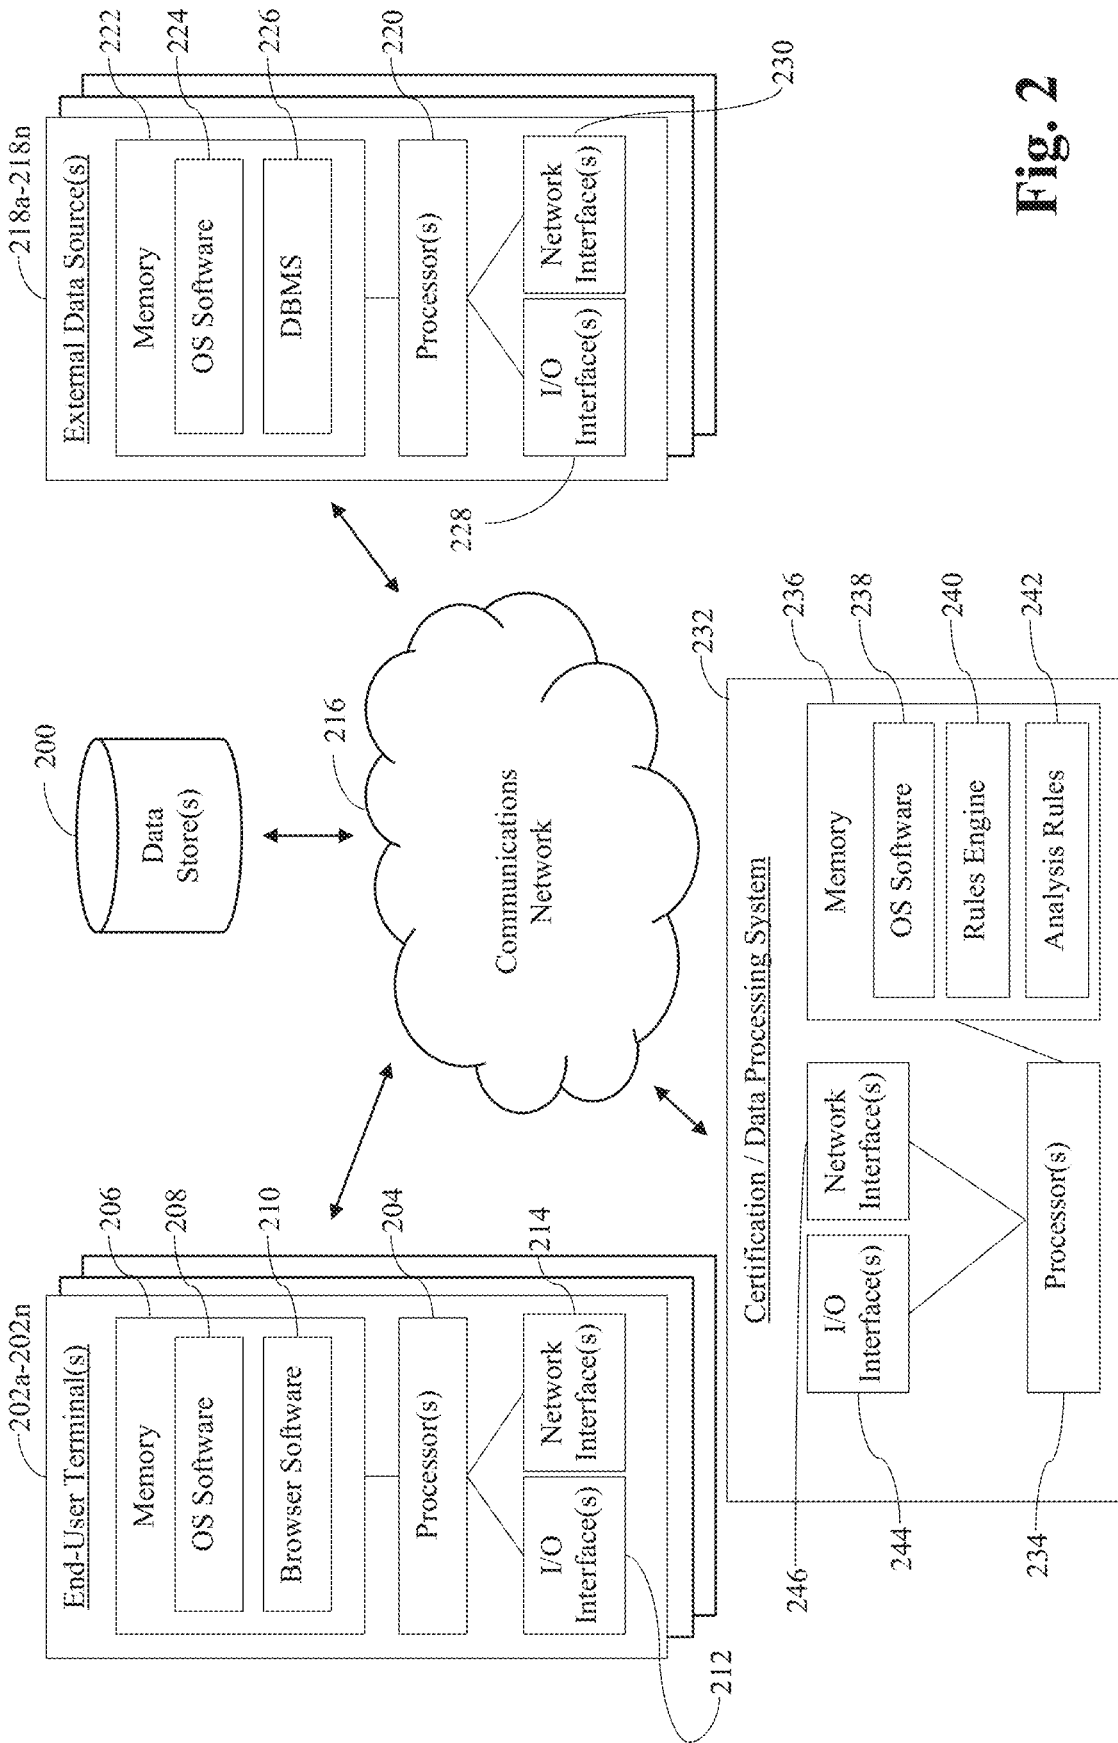 202a-202n
End-User Terminal(s)
Memory
206
OS Software
208
Browser Software
210
Processor(s)
204
I/O
Interface(s)
Network
Interface(s)
212
214
200
Data
Store(s)
216
Communications
Network
218a-218n
External Data Source(s)
Memory
222
OS Software
224
DBMS
226
Processor(s)
220
I/O
Interface(s)
Network
Interface(s)
228
230
232
Certification / Data Processing System
I/O
Interface(s)
Network
Interface(s)
246
244
Processor(s)
234
Memory
236
OS Software
238
Rules Engine
240
Analysis Rules
242
Fig. 2